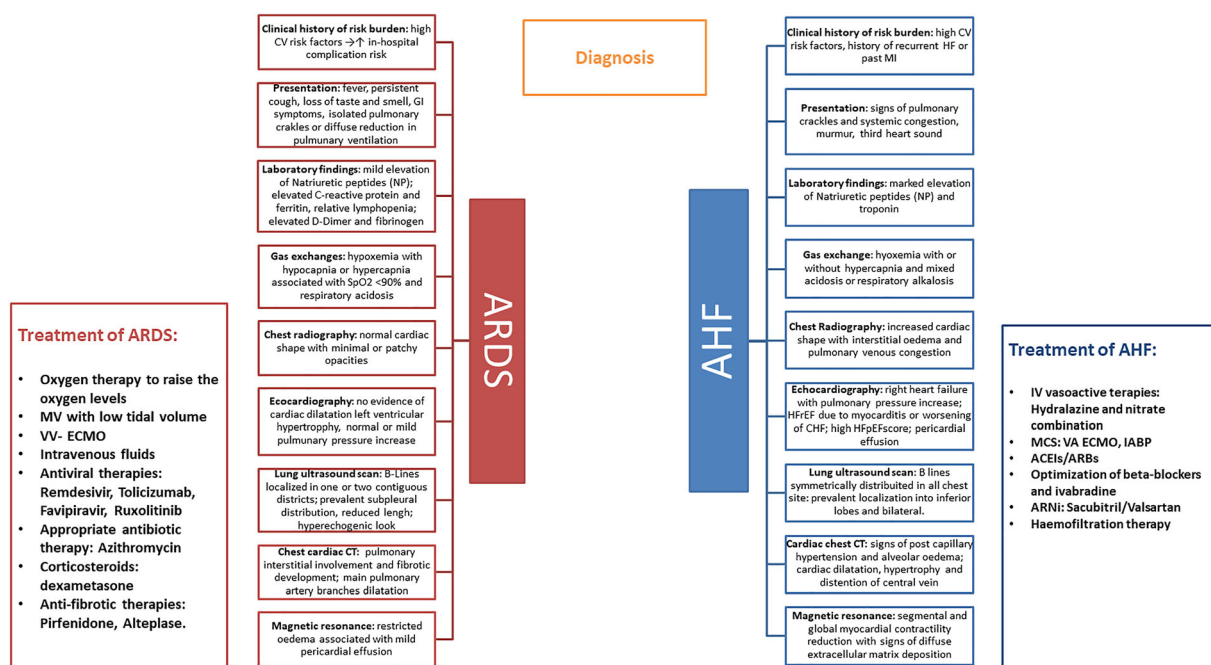 Diagnosis
Clinical history of risk burden: high
CV risk factors →↑ in-hospital
complication risk
Presentation: fever, persistent
cough, loss of taste and smell, GI
symptoms, isolated pulmonary
crakles or diffuse reduction in
pulmunary ventilation
Laboratory findings: mild elevation
of Natriuretic peptides (NP);
elevated C-reactive protein and
ferritin, relative lymphopenia;
elevated D-Dimer and fibrinogen
Gas exchanges: hypoxemia with
hypocapnia or hypercapnia
associated with SpO2 <90% and
respiratory acidosis
Chest radiography: normal cardiac
shape with minimal or patchy
opacities
Ecocardiography: no evidence of
cardiac dilatation left ventricular
hypertrophy, normal or mild
pulmonary pressure increase
Lung ultrasound scan: B-Lines
localized in one or two contiguous
districts; prevalent subpleural
distribution, reduced lengh;
hyperechogenic look
Chest cardiac CT: pulmonary
interstitial involvement and fibrotic
development; main pulmonary
artery branches dilatation
Magnetic resonance: restricted
oedema associated with mild
pericardial effusion
ARDS
Treatment of ARDS:
• Oxygen therapy to raise the
oxygen levels
• MV with low tidal volume
• VV- ECMO
• Intravenous fluids
• Antiviral therapies:
Remdesivir, Tolicizumab,
Favipiravir, Ruxolitinib
• Appropriate antibiotic
therapy: Azithromycin
• Corticosteroids:
dexametasone
• Anti-fibrotic therapies:
Pirfenidone, Alteplase.
AHF
Clinical history of risk burden: high
CV risk factors, history of recurrent HF or
past MI
Presentation: signs of pulmonary
crackles and systemic congestion,
murmur, third heart sound
Laboratory findings: marked elevation
of Natriuretic peptides (NP) and
troponin
Gas exchange: hyoxemia with or
without hypercapnia and mixed
acidosis or respiratory alkalosis
Chest Radiography: increased cardiac
shape with interstitial oedema and
pulmonary venous congestion
Echocardiography: right heart failure
with pulmonary pressure increase;
HFrEF due to myocarditis or worsening
of CHF; high HFpEFscore; pericardial
effusion
Lung ultrasound scan: B lines
symmetrically distribuited in all chest
site: prevalent localization into inferior
lobes and bilateral.
Cardiac chest CT: signs of post capillary
hypertension and alveolar oedema;
cardiac dilatation, hypertrophy and
distention of central vein
Magnetic resonance: segmental and
global myocardial contractility
reduction with signs of diffuse
extracellular matrix deposition
Treatment of AHF:
• IV vasoactive terapies:
Hydralazine and nitrate
combination
• MCS: VA ECMO, IABP
• ACEIs/ARBs
• Optimization of beta-blockers
and ivabradine
• ARNi: Sacubitril/Valsartan
• Haemofiltration therapy